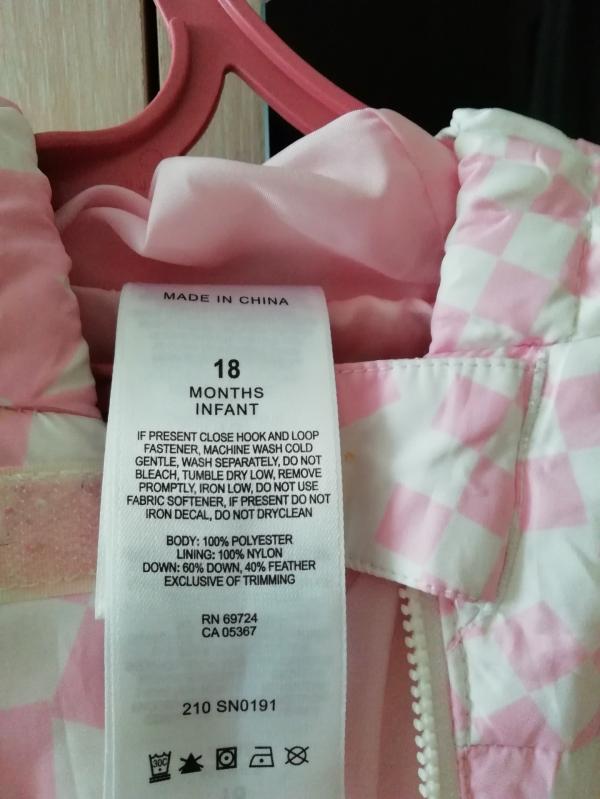 MADE IN CHINA
18
MONTHS
INFANT
IF PRESENT CLOSE HOOK AND LOOP
FASTENER, MACHINE WASH COLD
GENTLE, WASH SEPARATELY, DO NOT
BLEACH, TUMBLE DRY LOW, REMOVE
PROMPTLY, IRON LOW, DO NOT USE
FABRIC SOFTENER, IF PRESENT DO NOT
IRON DECAL, DO NOT DRYCLEAN
BODY: 100% POLYESTER
LINING: 100% NYLON
DOWN: 60% DOWN, 40% FEATHER
EXCLUSIVE OF TRIMMING
RN 69724
CA 05367
210 SN0191
30C